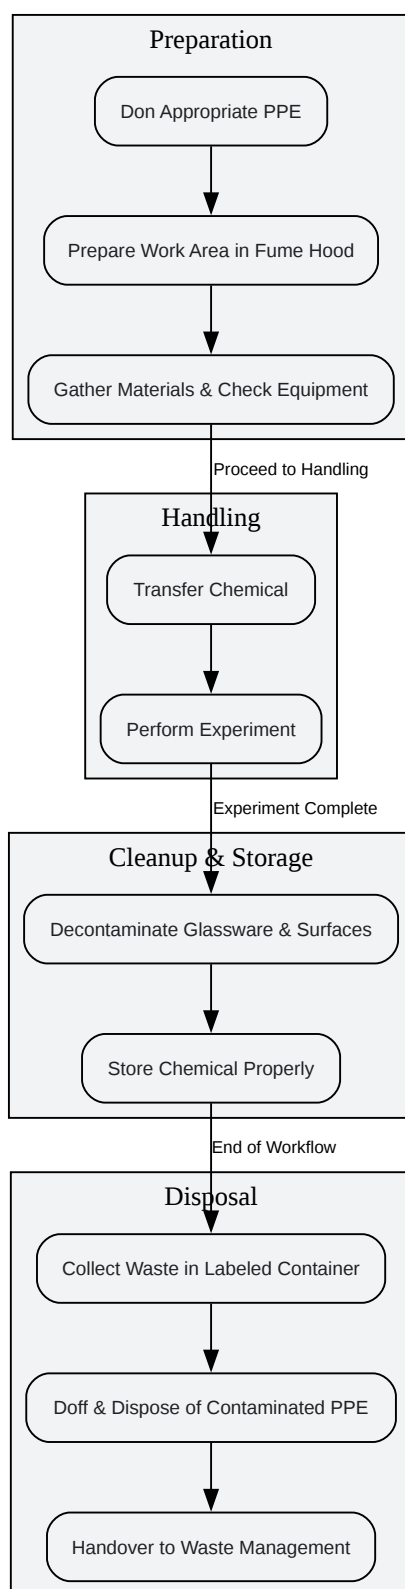 Preparation
Don Appropriate PPE
Prepare Work Area in Fume Hood
Gather Materials & Check Equipment
Proceed to Handling
Handling
Transfer Chemical
Perform Experiment
Experiment Complete
Cleanup & Storage
Decontaminate Glassware & Surfaces
Store Chemical Properly
End of Workflow
Disposal
Collect Waste in Labeled Container
Doff & Dispose of Contaminated PPE
Handover to Waste Management